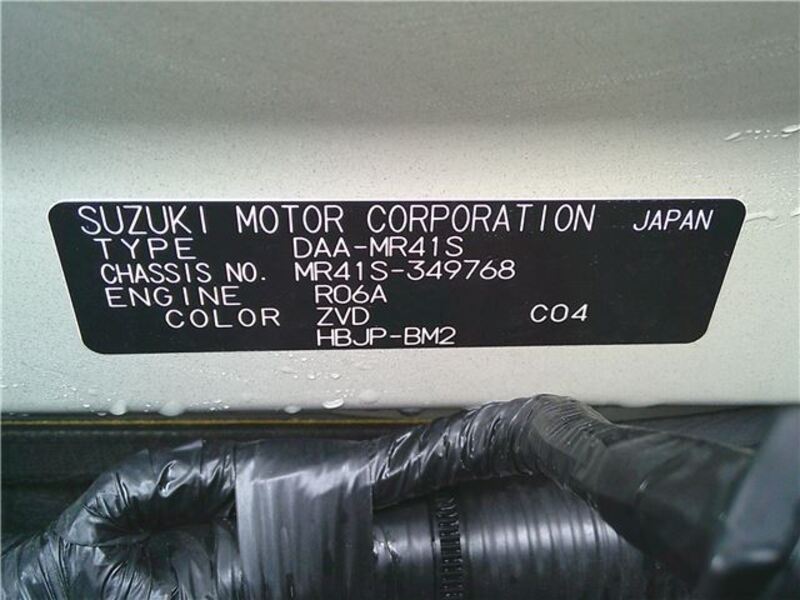 SUZUKI MOTOR CORPORATION JAPAN
TYPE DAA-MR41S
CHASSIS NO. MR41S-349768
ENGINE R06A
COLOR ZVD C04
HBJP-BM2